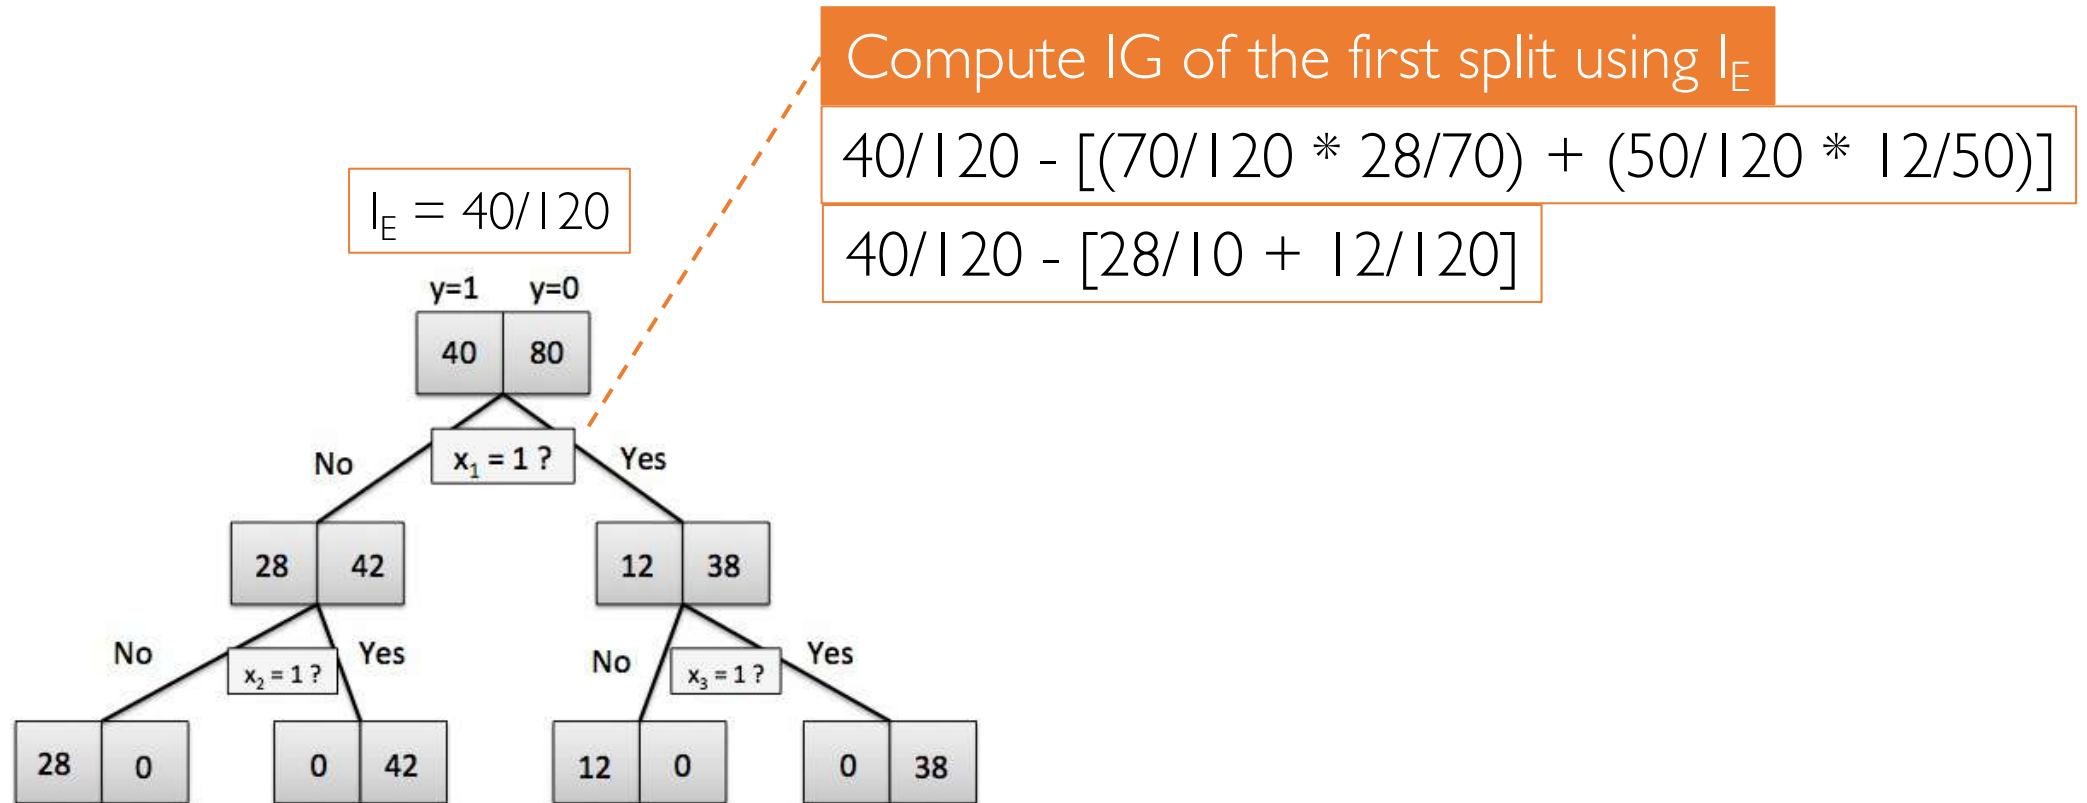 Compute IG of the first split using I_E
40/120 - [(70/120 * 28/70) + (50/120 * 12/50)]
40/120 - [28/10 + 12/120]
I_E = 40/120
y=1 y=0
40 80
No x₁ = 1 ? Yes
28 42 12 38
No x₂ = 1 ? Yes No x₃ = 1 ? Yes
28 0 0 42 12 0 0 38